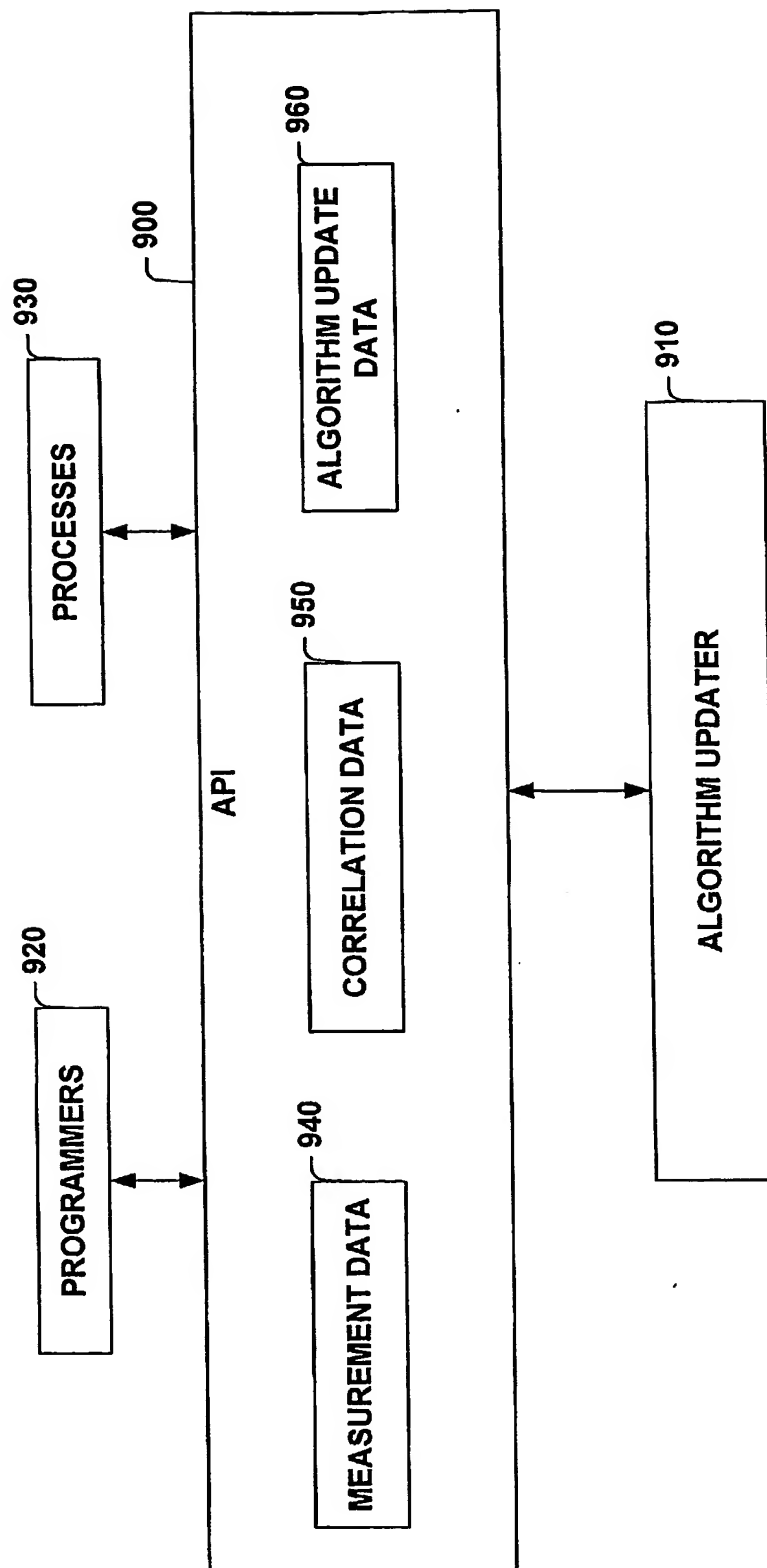 920
PROGRAMMERS
930
PROCESSES
900
API
940
MEASUREMENT DATA
950
CORRELATION DATA
960
ALGORITHM UPDATE
DATA
910
ALGORITHM UPDATER